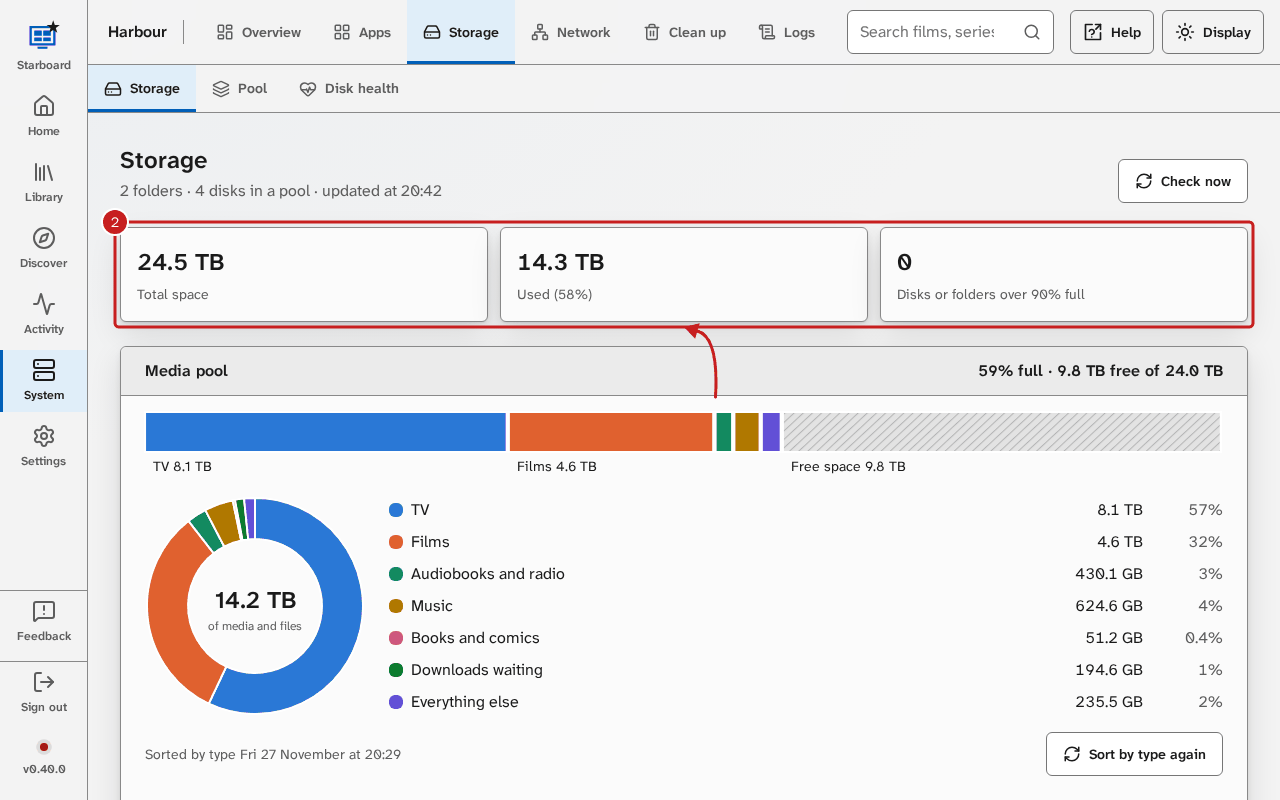 Starboard
Home
Library
Discover
Activity
System
Settings
Feedback
Sign out
v0.40.0
Harbour
Overview
Apps
Storage
Network
Clean up
Logs
Search films, series
Help
Display
Storage
Pool
Disk health
Storage
2 folders · 4 disks in a pool · updated at 20:42
Check now
2
24.5 TB
Total space
14.3 TB
Used (58%)
0
Disks or folders over 90% full
Media pool
59% full · 9.8 TB free of 24.0 TB
TV 8.1 TB
Films 4.6 TB
Free space 9.8 TB
14.2 TB
of media and files
TV 8.1 TB 57%
Films 4.6 TB 32%
Audiobooks and radio 430.1 GB 3%
Music 624.6 GB 4%
Books and comics 51.2 GB 0.4%
Downloads waiting 194.6 GB 1%
Everything else 235.5 GB 2%
Sorted by type Fri 27 November at 20:29
Sort by type again